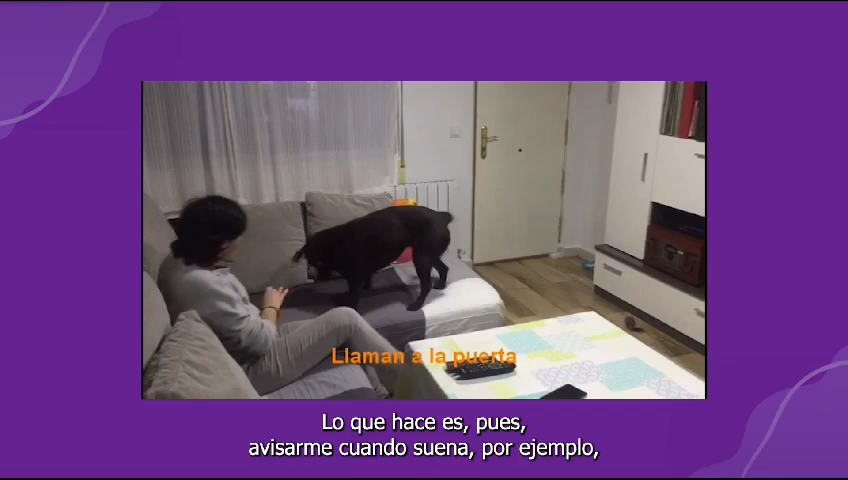 Llaman a la puerta
Lo que hace es, pues,
avisarme cuando suena, por ejemplo,